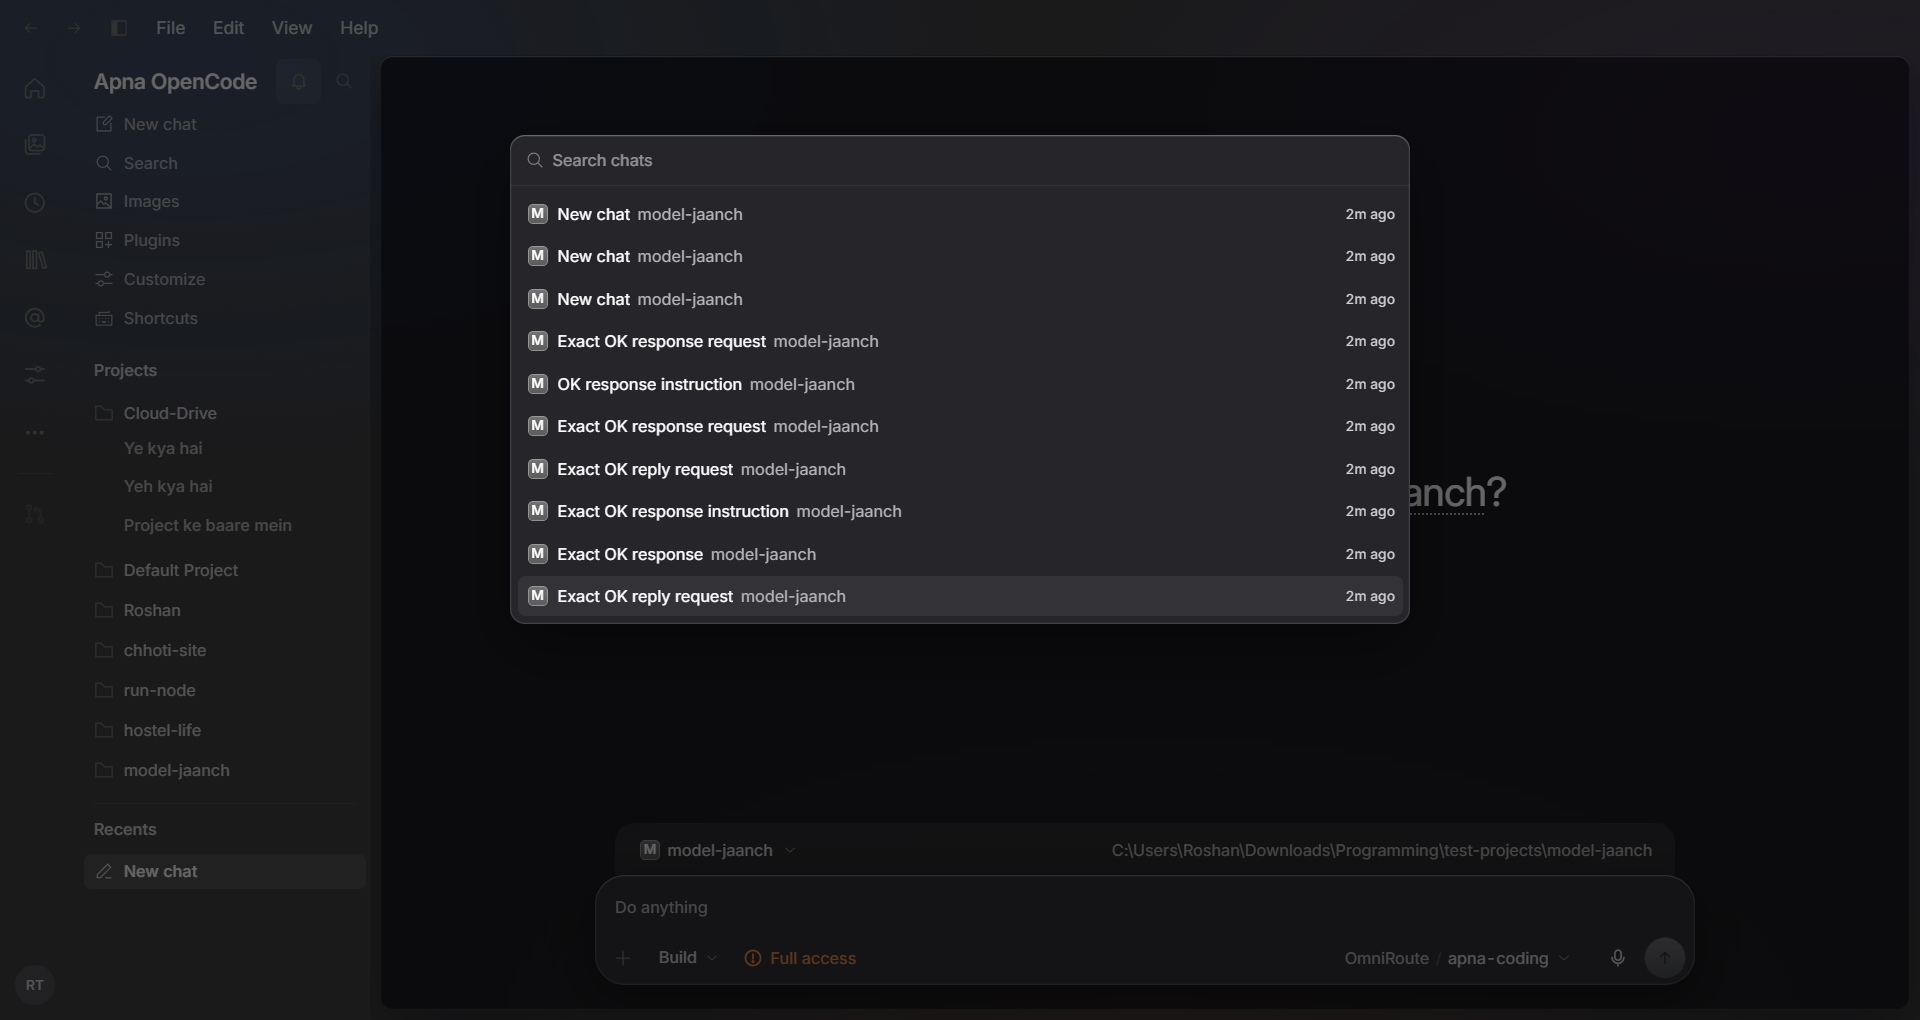 File Edit View Help
Apna OpenCode
New chat
Search
Images
Plugins
Customize
Shortcuts
Projects
Cloud-Drive
Ye kya hai
Yeh kya hai
Project ke baare mein
Default Project
Roshan
chhoti-site
run-node
hostel-life
model-jaanch
Recents
New chat
RT
Search chats
M New chat model-jaanch 2m ago
M New chat model-jaanch 2m ago
M New chat model-jaanch 2m ago
M Exact OK response request model-jaanch 2m ago
M OK response instruction model-jaanch 2m ago
M Exact OK response request model-jaanch 2m ago
M Exact OK reply request model-jaanch 2m ago
M Exact OK response instruction model-jaanch 2m ago
M Exact OK response model-jaanch 2m ago
M Exact OK reply request model-jaanch 2m ago
anch?
M model-jaanch C:\Users\Roshan\Downloads\Programming\test-projects\model-jaanch
Do anything
Build Full access OmniRoute / apna-coding